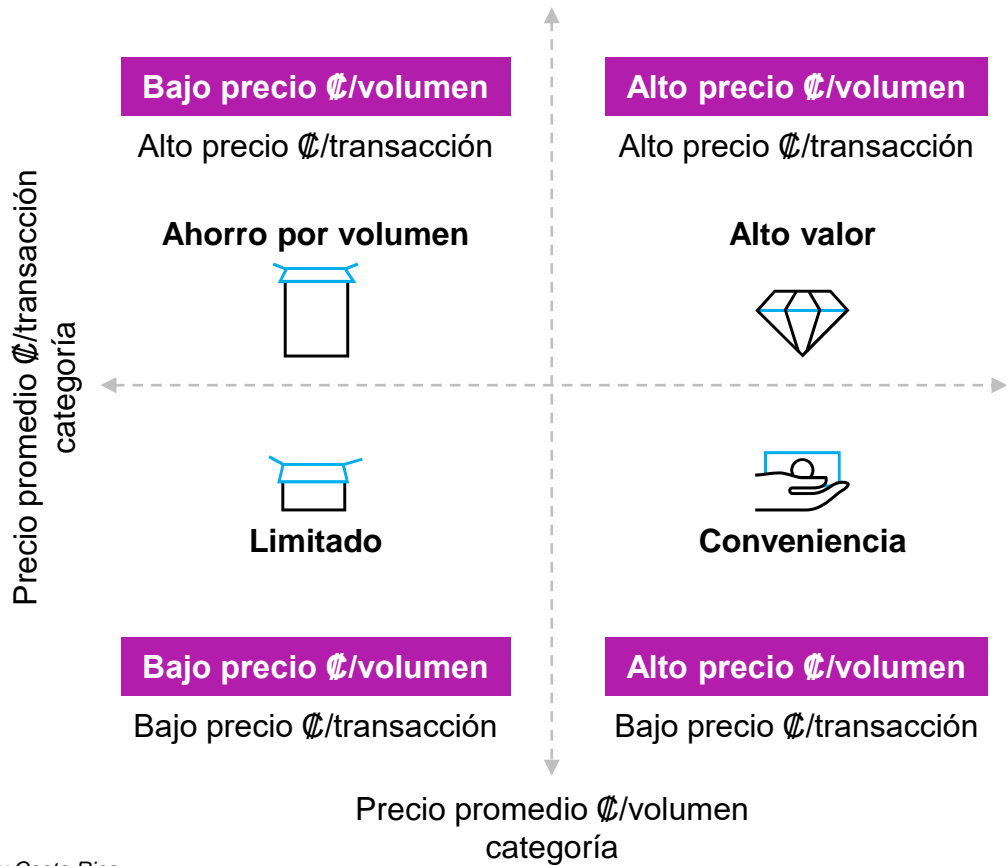 Bajo precio ₡/volumen
Alto precio ₡/transacción
Ahorro por volumen
Alto precio ₡/volumen
Alto precio ₡/transacción
Alto valor
Precio promedio ₡/transacción
categoría
Limitado
Bajo precio ₡/volumen
Bajo precio ₡/transacción
Conveniencia
Alto precio ₡/volumen
Bajo precio ₡/transacción
Precio promedio ₡/volumen
categoría